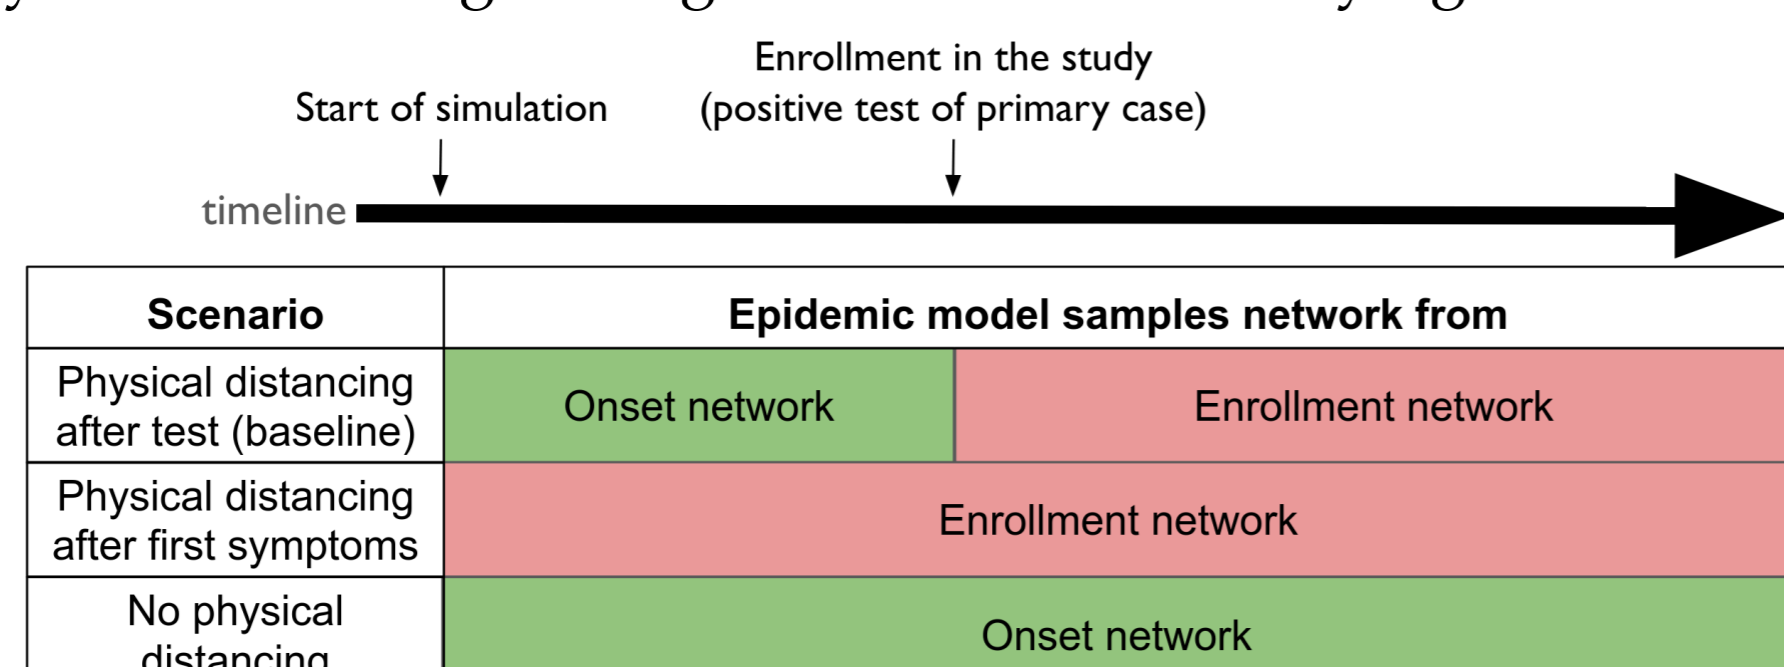 Enrollment in the study
Start of simulation
(positive test of primary case)
timeline
Scenario
Epidemic model samples network from
Physical distancing
after test (baseline)
Onset network
Enrollment network
Physical distancing
after first symptoms
Enrollment network
No physical
distancing
Onset network